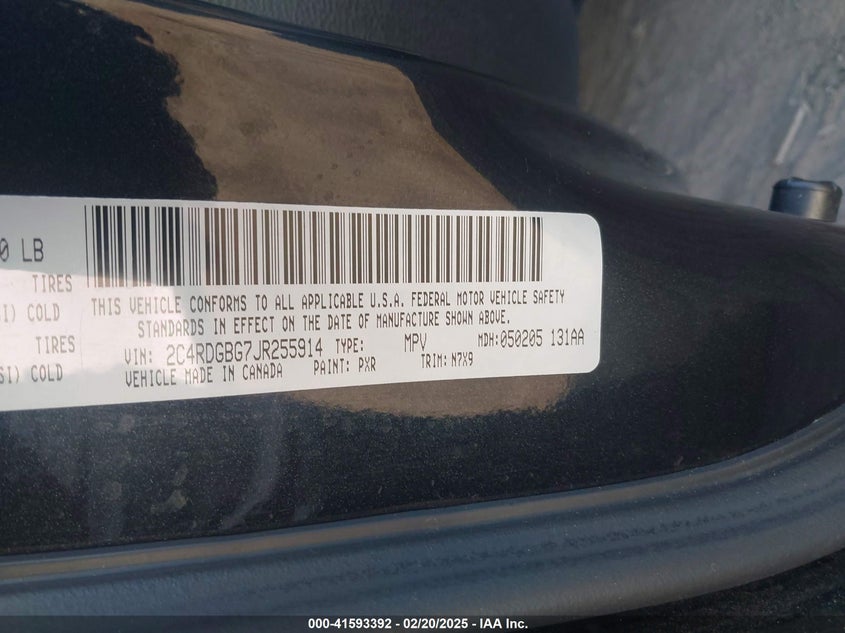 0 LB
TIRES
SI) COLD
TIRES
SI) COLD
THIS VEHICLE CONFORMS TO ALL APPLICABLE U.S.A. FEDERAL MOTOR VEHICLE SAFETY
STANDARDS IN EFFECT ON THE DATE OF MANUFACTURE SHOWN ABOVE.
VIN: 2C4RDGBG7JR255914 TYPE: MPV MDH:050205 131AA
VEHICLE MADE IN CANADA PAINT: PXR TRIM: N7X9
000-41593392 - 02/20/2025 - IAA Inc.